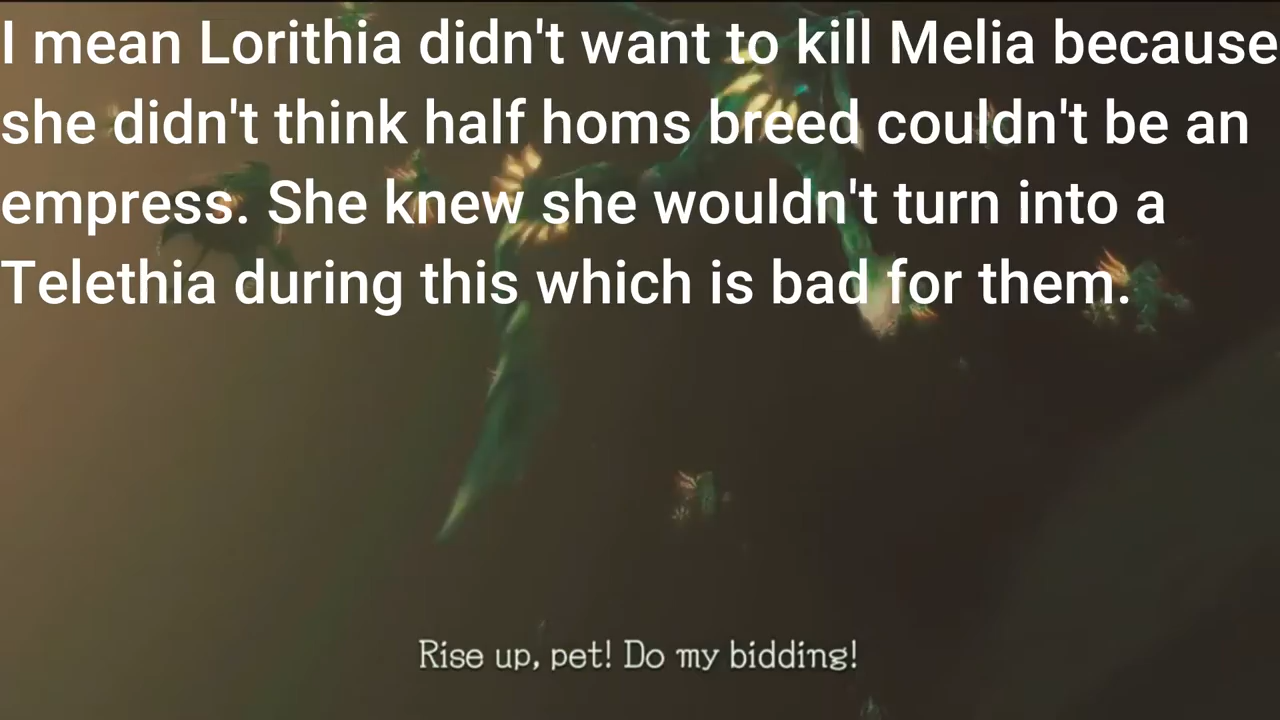 I mean Lorithia didn't want to kill Melia because
she didn't think half homs breed couldn't be an
empress. She knew she wouldn't turn into a
Telethia during this which is bad for them.
Rise up, pet! Do my bidding!